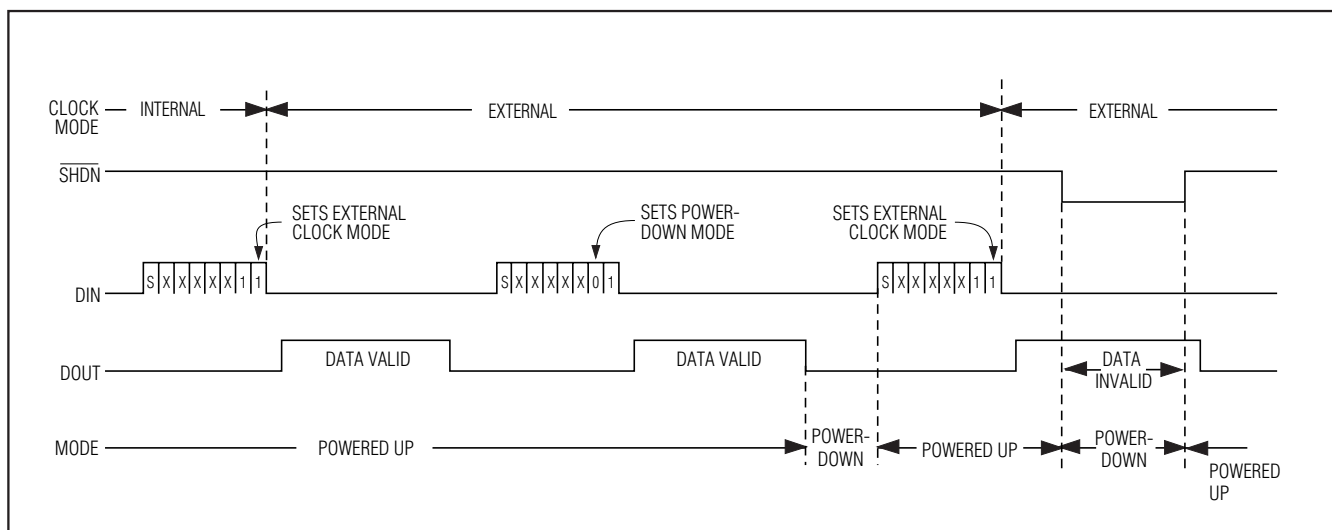 CLOCK
MODE
INTERNAL
EXTERNAL
EXTERNAL
SHDN
SETS EXTERNAL
CLOCK MODE
SETS POWER-
DOWN MODE
SETS EXTERNAL
CLOCK MODE
DIN
S X X X X X 1 1
S X X X X X 0 1
S X X X X X 1 1
DOUT
DATA VALID
DATA VALID
DATA
INVALID
MODE
POWERED UP
POWER-
DOWN
POWERED UP
POWER-
DOWN
POWERED
UP